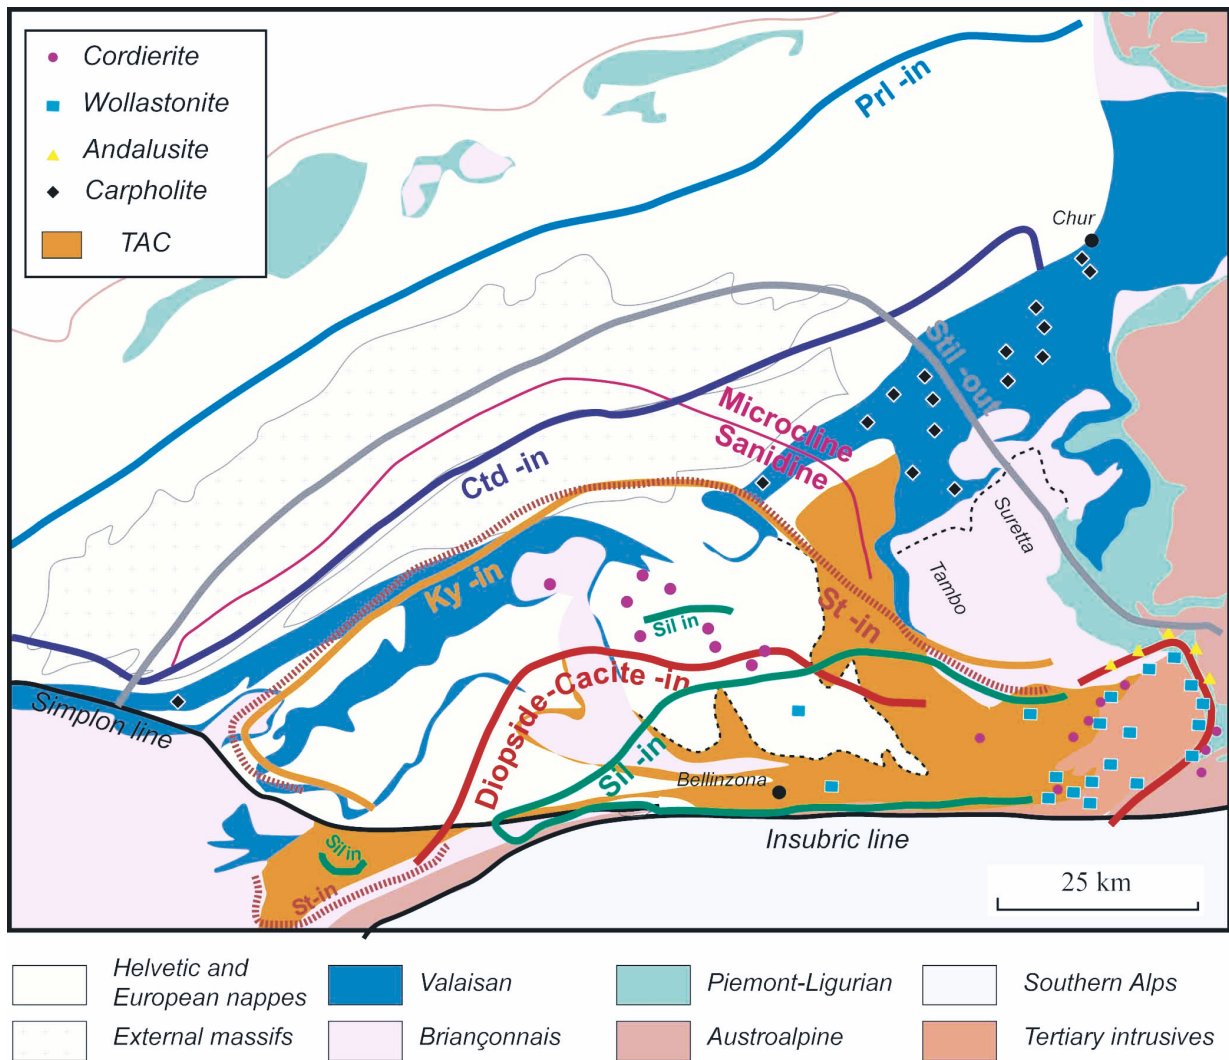 Cordierite
Wollastonite
Andalusite
Carpholite
TAC
Prl -in
Chur
Stil -out
Microcline
Sanidine
Ctd -in
Suretta
Tambo
Ky -in
St -in
Sil in
Diopside-Cacite -in
Simplon line
Sil -in
Bellinzona
Insubric line
Sil in
St-in
25 km
Helvetic and
European nappes
Valaisan
Piemont-Ligurian
Southern Alps
External massifs
Briançonnais
Austroalpine
Tertiary intrusives